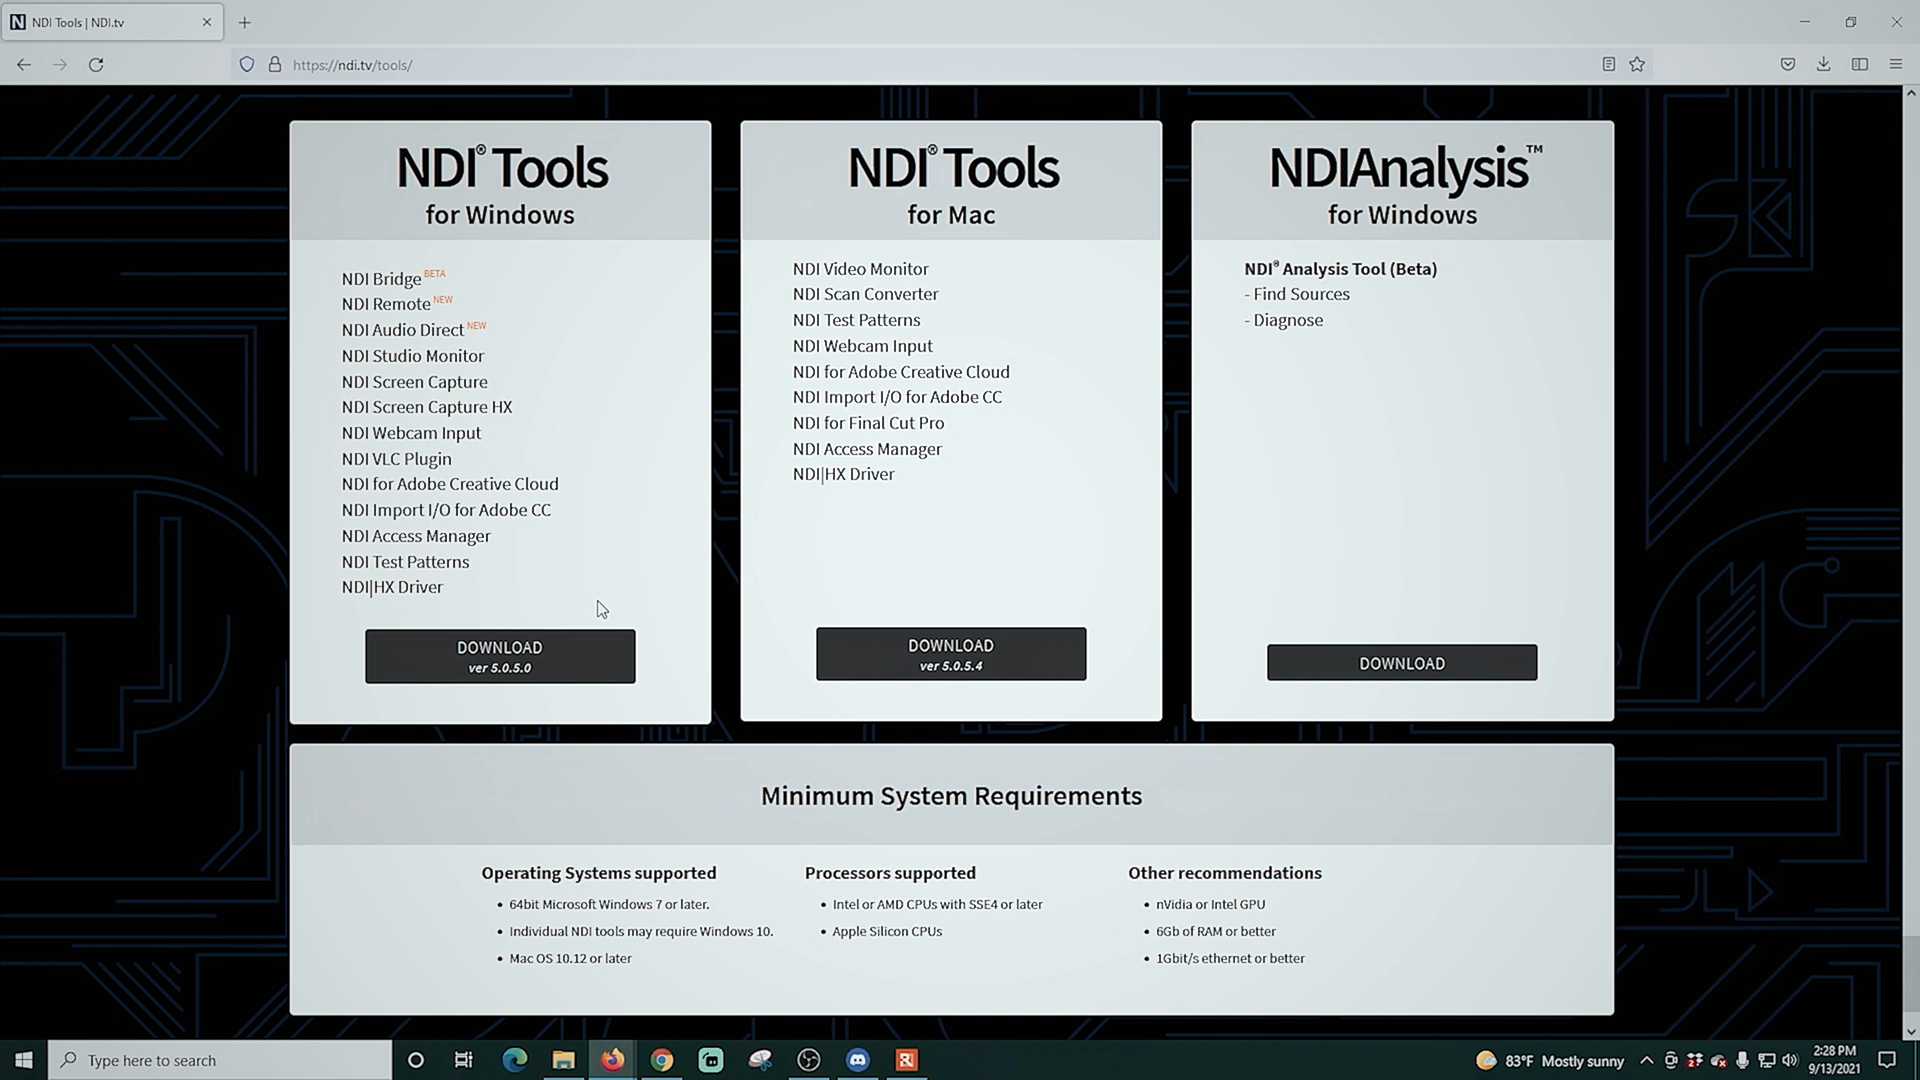 NDI Tools | NDI.tv
https://ndi.tv/tools/
NDI® Tools
for Windows
NDI Bridge BETA
NDI Remote NEW
NDI Audio Direct NEW
NDI Studio Monitor
NDI Screen Capture
NDI Screen Capture HX
NDI Webcam Input
NDI VLC Plugin
NDI for Adobe Creative Cloud
NDI Import I/O for Adobe CC
NDI Access Manager
NDI Test Patterns
NDI|HX Driver
DOWNLOAD
ver 5.0.5.0
NDI® Tools
for Mac
NDI Video Monitor
NDI Scan Converter
NDI Test Patterns
NDI Webcam Input
NDI for Adobe Creative Cloud
NDI Import I/O for Adobe CC
NDI for Final Cut Pro
NDI Access Manager
NDI|HX Driver
DOWNLOAD
ver 5.0.5.4
NDIAnalysis™
for Windows
NDI® Analysis Tool (Beta)
- Find Sources
- Diagnose
DOWNLOAD
Minimum System Requirements
Operating Systems supported
• 64bit Microsoft Windows 7 or later.
• Individual NDI tools may require Windows 10.
• Mac OS 10.12 or later
Processors supported
• Intel or AMD CPUs with SSE4 or later
• Apple Silicon CPUs
Other recommendations
• nVidia or Intel GPU
• 6Gb of RAM or better
• 1Gbit/s ethernet or better
Type here to search
83°F Mostly sunny
2:28 PM
9/13/2021